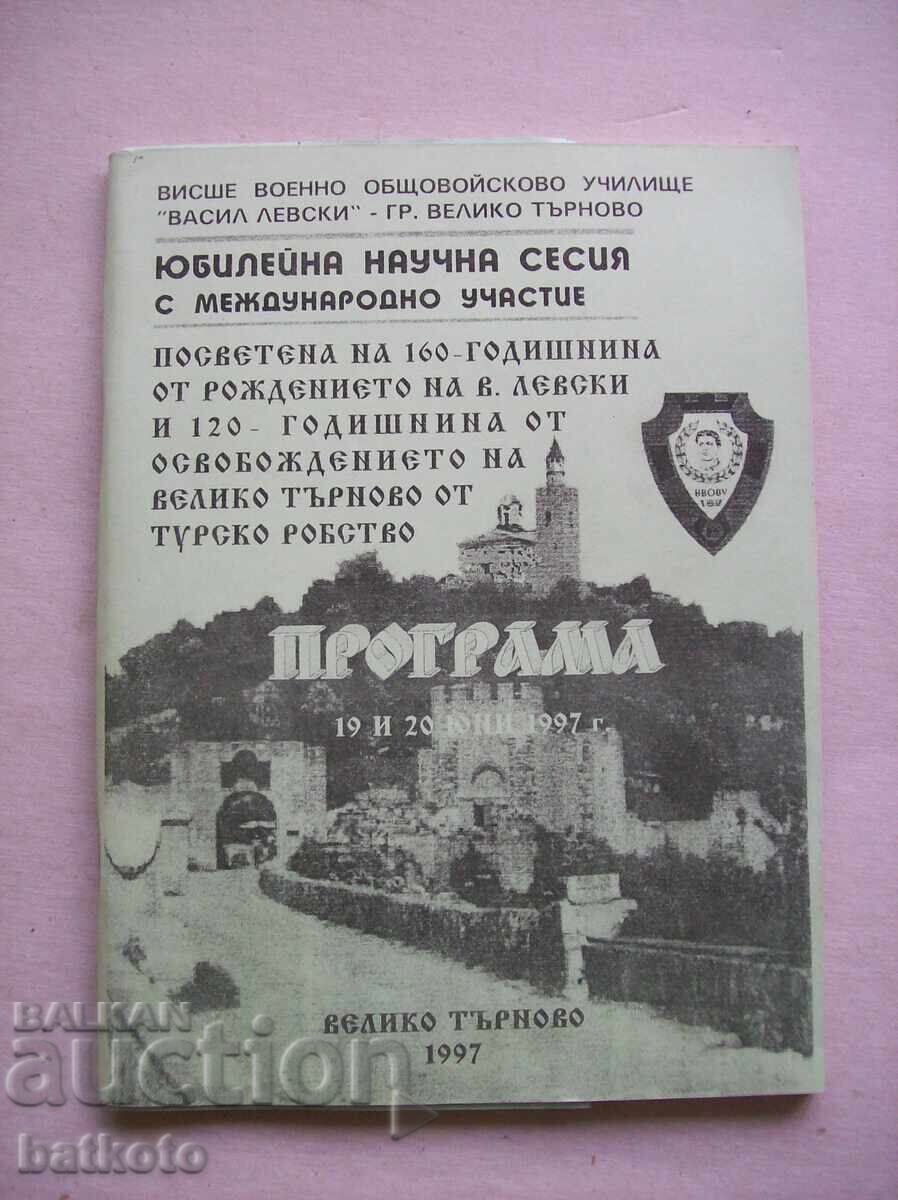 ВИСШЕ ВОЕННО ОБЩОВОЙСКОВО УЧИЛИЩЕ
"ВАСИЛ ЛЕВСКИ" - ГР. ВЕЛИКО ТЪРНОВО
ЮБИЛЕЙНА НАУЧНА СЕСИЯ
С МЕЖДУНАРОДНО УЧАСТИЕ
ПОСВЕТЕНА НА 160-ГОДИШНИНА
ОТ РОЖДЕНИЕТО НА В. ЛЕВСКИ
И 120- ГОДИШНИНА ОТ
ОСВОБОЖДЕНИЕТО НА
ВЕЛИКО ТЪРНОВО ОТ
ТУРСКО РОБСТВО
ВВОВУ
ПРОГРАМА
19 И 20 ЮНИ 1997 г.
ВЕЛИКО ТЪРНОВО
1997
BALKAN
auction
batkoto